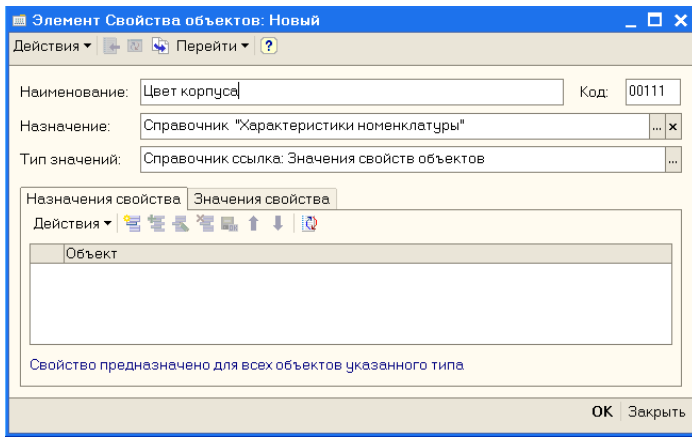 Элемент Свойства объектов: Новый
Действия Перейти ?
Наименование: Цвет корпуса Код: 00111
Назначение: Справочник "Характеристики номенклатуры" ... ×
Тип значений: Справочник ссылка: Значения свойств объектов ...
Назначения свойства Значения свойства
Действия
Объект
Свойство предназначено для всех объектов указанного типа
OK Закрыть